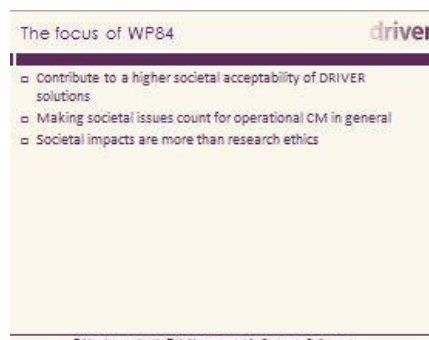 The focus of WP84
driver
Contribute to a higher societal acceptability of DRIVER
solutions
Making societal issues count for operational CM in general
Societal impacts are more than research ethics